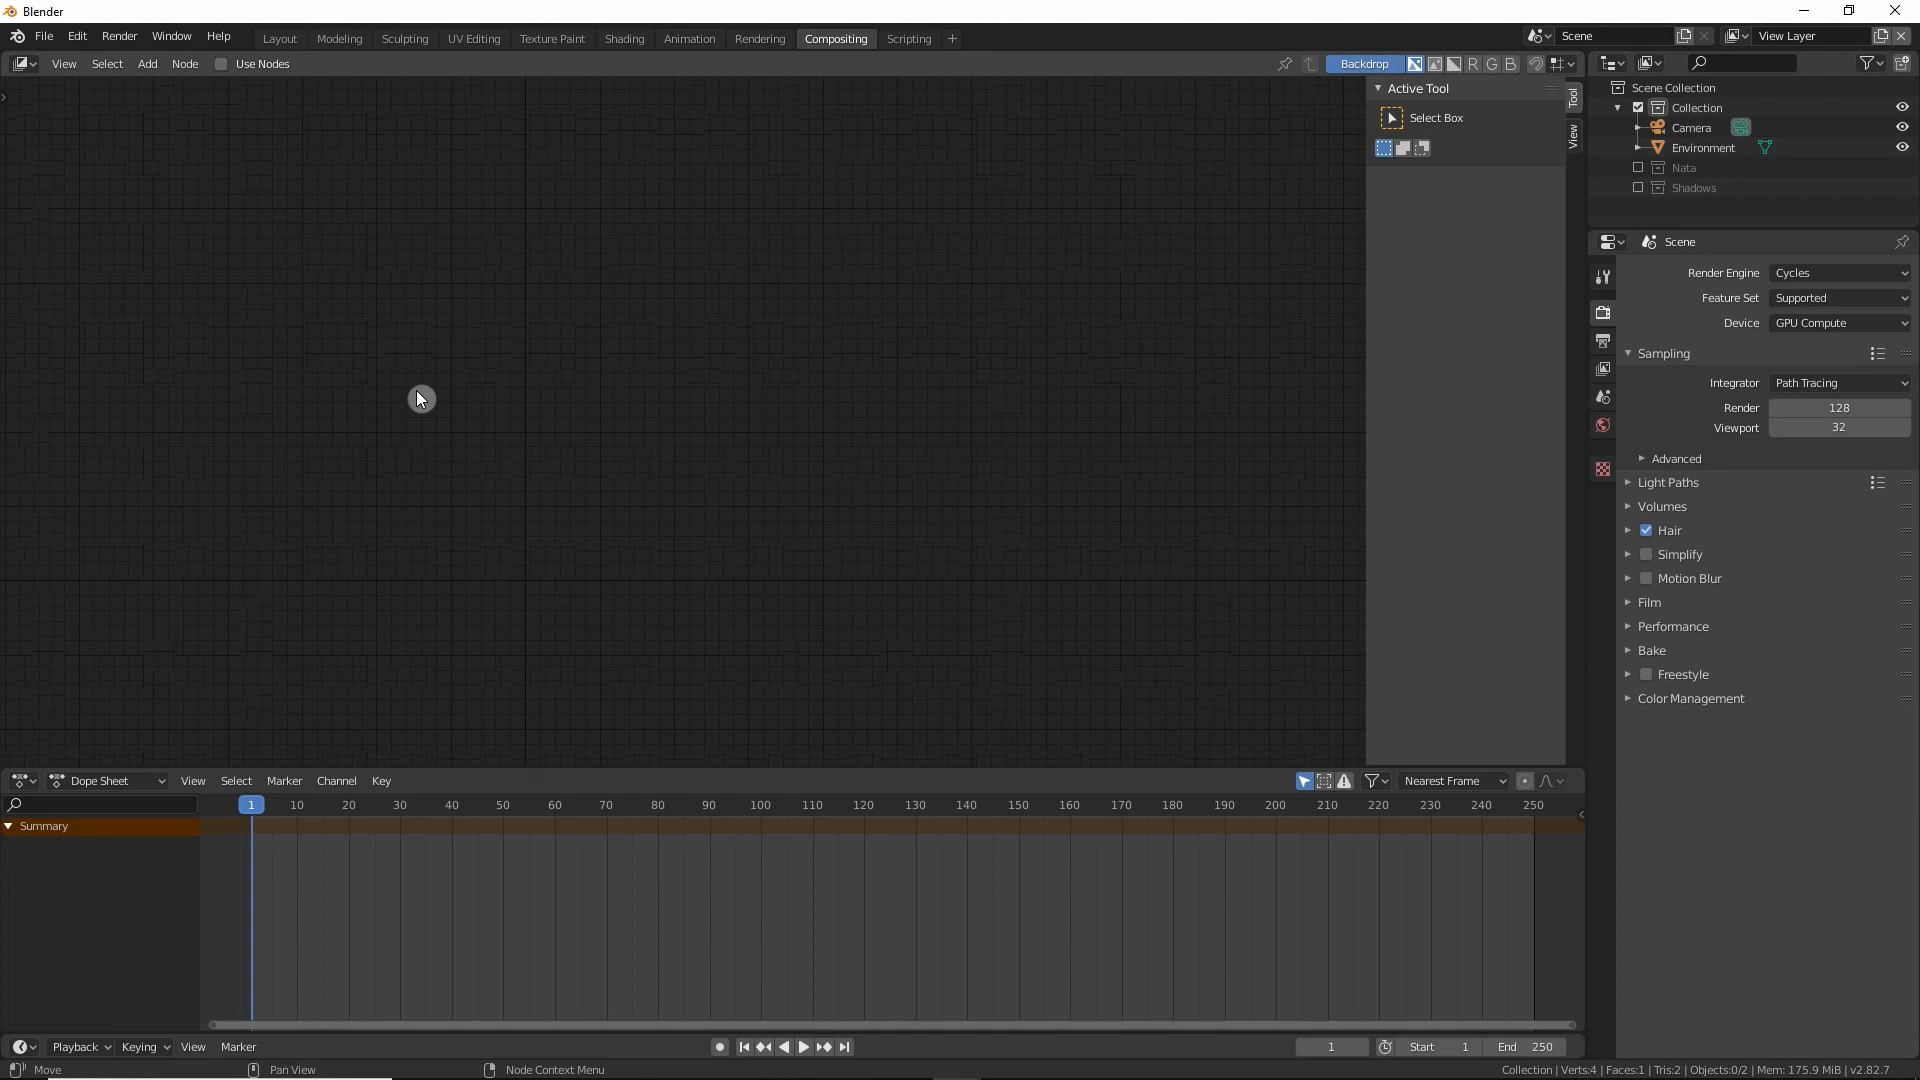 Blender
File Edit Render Window Help Layout Modeling Sculpting UV Editing Texture Paint Shading Animation Rendering Compositing Scripting + Scene View Layer
View Select Add Node Use Nodes Backdrop R G B
Active Tool
Select Box
Tool
View
Scene Collection
Collection
Camera
Environment
Nata
Shadows
Scene
Render Engine Cycles
Feature Set Supported
Device GPU Compute
Sampling
Integrator Path Tracing
Render 128
Viewport 32
Advanced
Light Paths
Volumes
Hair
Simplify
Motion Blur
Film
Performance
Bake
Freestyle
Color Management
Dope Sheet View Select Marker Channel Key Nearest Frame
1 10 20 30 40 50 60 70 80 90 100 110 120 130 140 150 160 170 180 190 200 210 220 230 240 250
Summary
Playback Keying View Marker 1 Start 1 End 250
Move Pan View Node Context Menu Collection | Verts:4 | Faces:1 | Tris:2 | Objects:0/2 | Mem: 175.9 MiB | v2.82.7